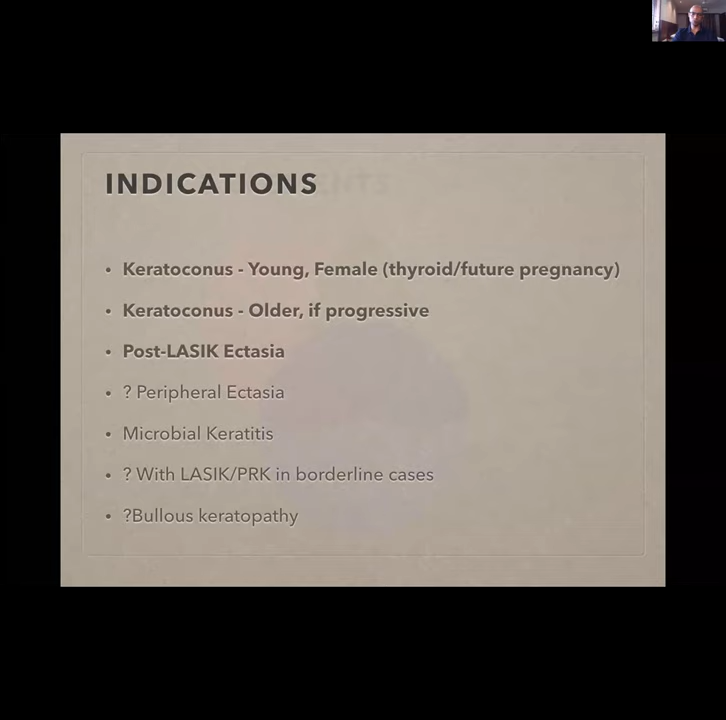 INDICATIONS
• Keratoconus - Young, Female (thyroid/future pregnancy)
• Keratoconus - Older, if progressive
• Post-LASIK Ectasia
• ? Peripheral Ectasia
• Microbial Keratitis
• ? With LASIK/PRK in borderline cases
• ?Bullous keratopathy